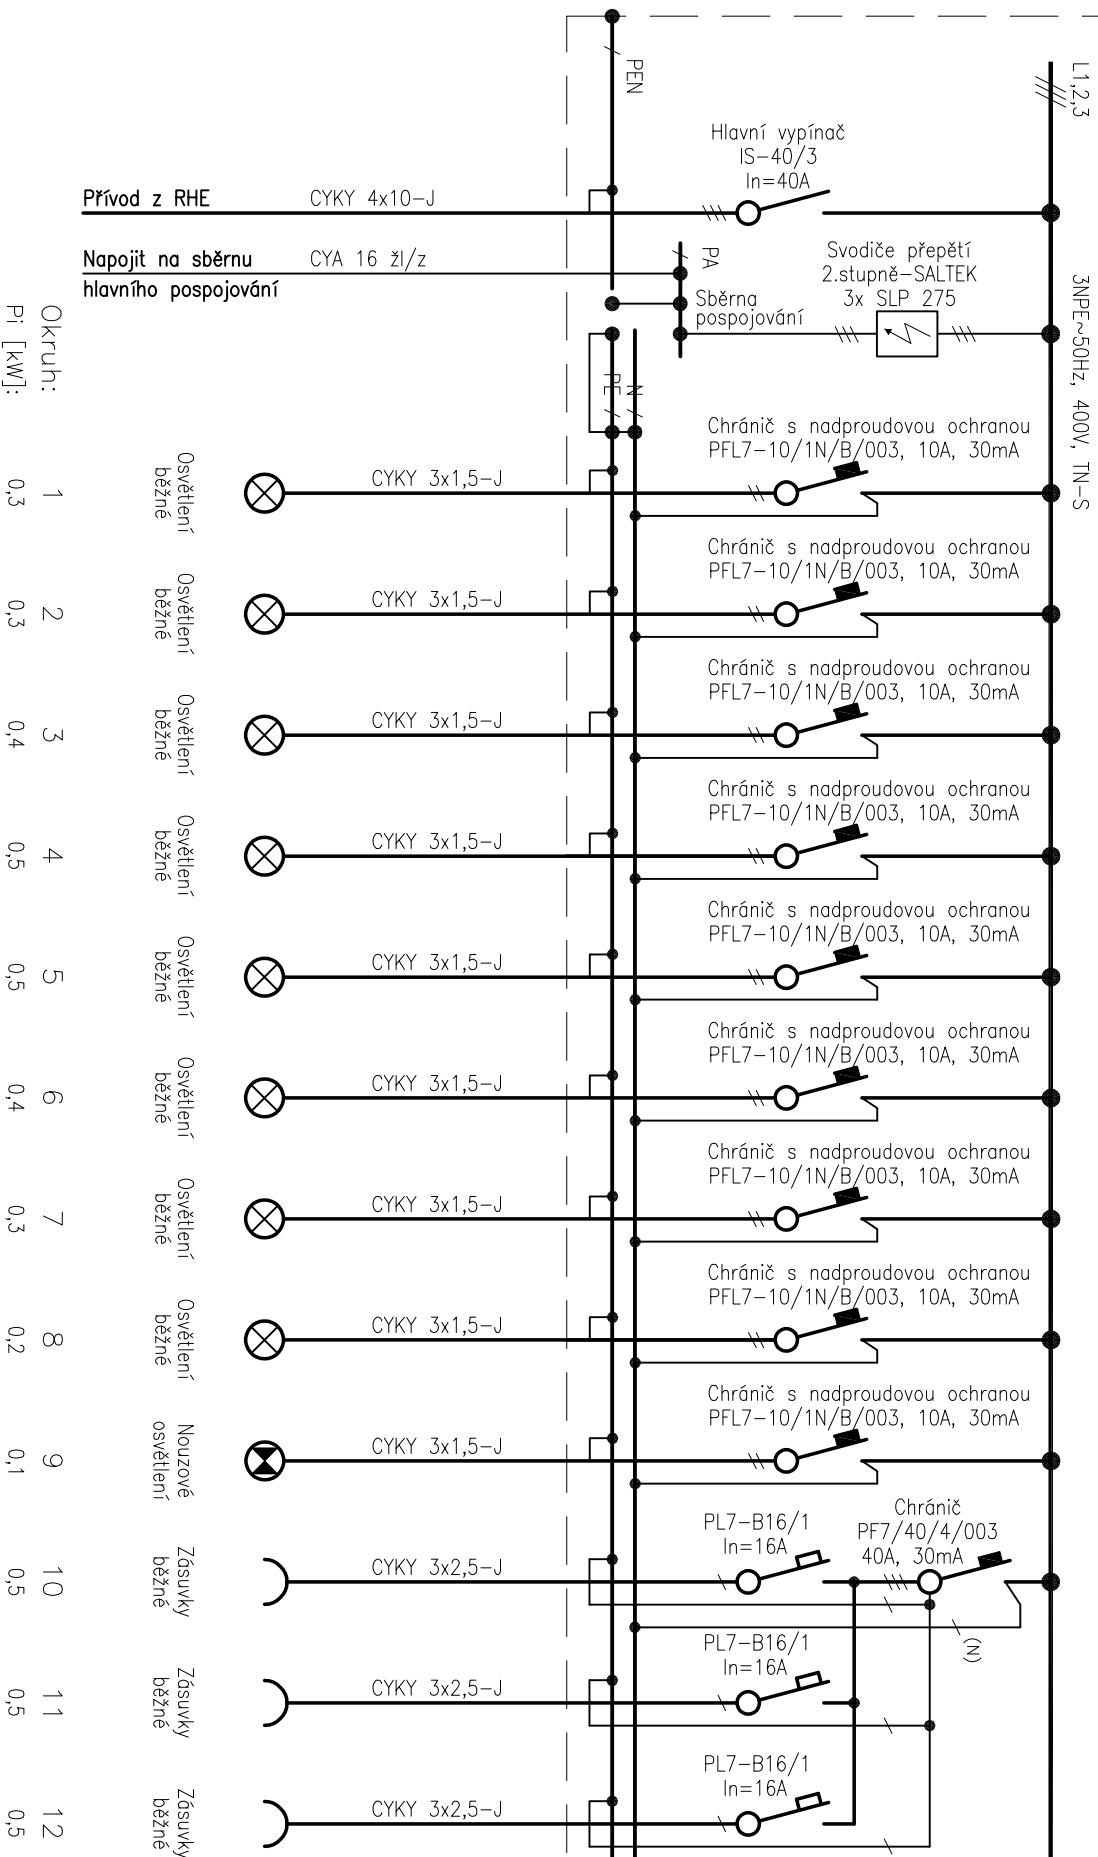 L1,2,3
3NPE~50Hz, 400V, TN-S
PEN
Hlavní vypínač
IS-40/3
In=40A
Přívod z RHE
CYKY 4x10-J
Napojit na sběrnu
hlavního pospojování
CYA 16 žl/z
PA
Sběrna
pospojování
Svodiče přepětí
2.stupně-SALTEK
3x SLP 275
N
PE
Okruh:
Pi [kW]:
Chránič s nadproudovou ochranou
PFL7-10/1N/B/003, 10A, 30mA
CYKY 3x1,5-J
Osvětlení
běžné
1
0,3
Chránič s nadproudovou ochranou
PFL7-10/1N/B/003, 10A, 30mA
CYKY 3x1,5-J
Osvětlení
běžné
2
0,3
Chránič s nadproudovou ochranou
PFL7-10/1N/B/003, 10A, 30mA
CYKY 3x1,5-J
Osvětlení
běžné
3
0,4
Chránič s nadproudovou ochranou
PFL7-10/1N/B/003, 10A, 30mA
CYKY 3x1,5-J
Osvětlení
běžné
4
0,5
Chránič s nadproudovou ochranou
PFL7-10/1N/B/003, 10A, 30mA
CYKY 3x1,5-J
Osvětlení
běžné
5
0,5
Chránič s nadproudovou ochranou
PFL7-10/1N/B/003, 10A, 30mA
CYKY 3x1,5-J
Osvětlení
běžné
6
0,4
Chránič s nadproudovou ochranou
PFL7-10/1N/B/003, 10A, 30mA
CYKY 3x1,5-J
Osvětlení
běžné
7
0,3
Chránič s nadproudovou ochranou
PFL7-10/1N/B/003, 10A, 30mA
CYKY 3x1,5-J
Osvětlení
běžné
8
0,2
Chránič s nadproudovou ochranou
PFL7-10/1N/B/003, 10A, 30mA
CYKY 3x1,5-J
Nouzové
osvětlení
9
0,1
Chránič
PF7/40/4/003
40A, 30mA
(N)
PL7-B16/1
In=16A
CYKY 3x2,5-J
Zásuvky
běžné
10
0,5
PL7-B16/1
In=16A
CYKY 3x2,5-J
Zásuvky
běžné
11
0,5
PL7-B16/1
In=16A
CYKY 3x2,5-J
Zásuvky
běžné
12
0,5